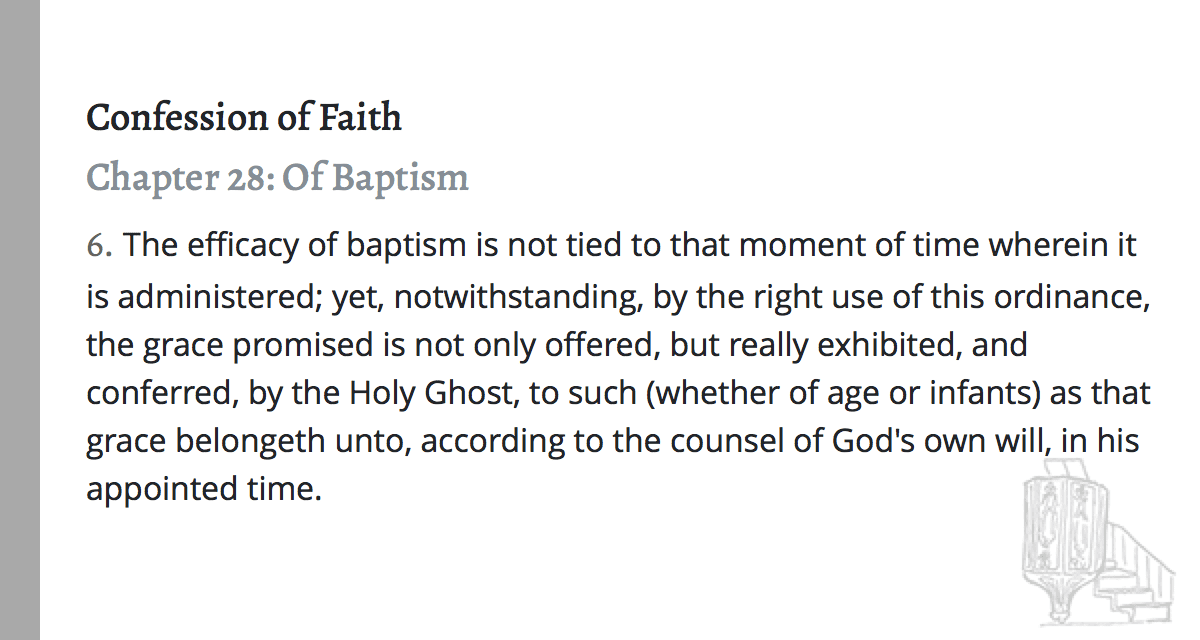 Confession of Faith
Chapter 28: Of Baptism
6. The efficacy of baptism is not tied to that moment of time wherein it
is administered; yet, notwithstanding, by the right use of this ordinance,
the grace promised is not only offered, but really exhibited, and
conferred, by the Holy Ghost, to such (whether of age or infants) as that
grace belongeth unto, according to the counsel of God's own will, in his
appointed time.